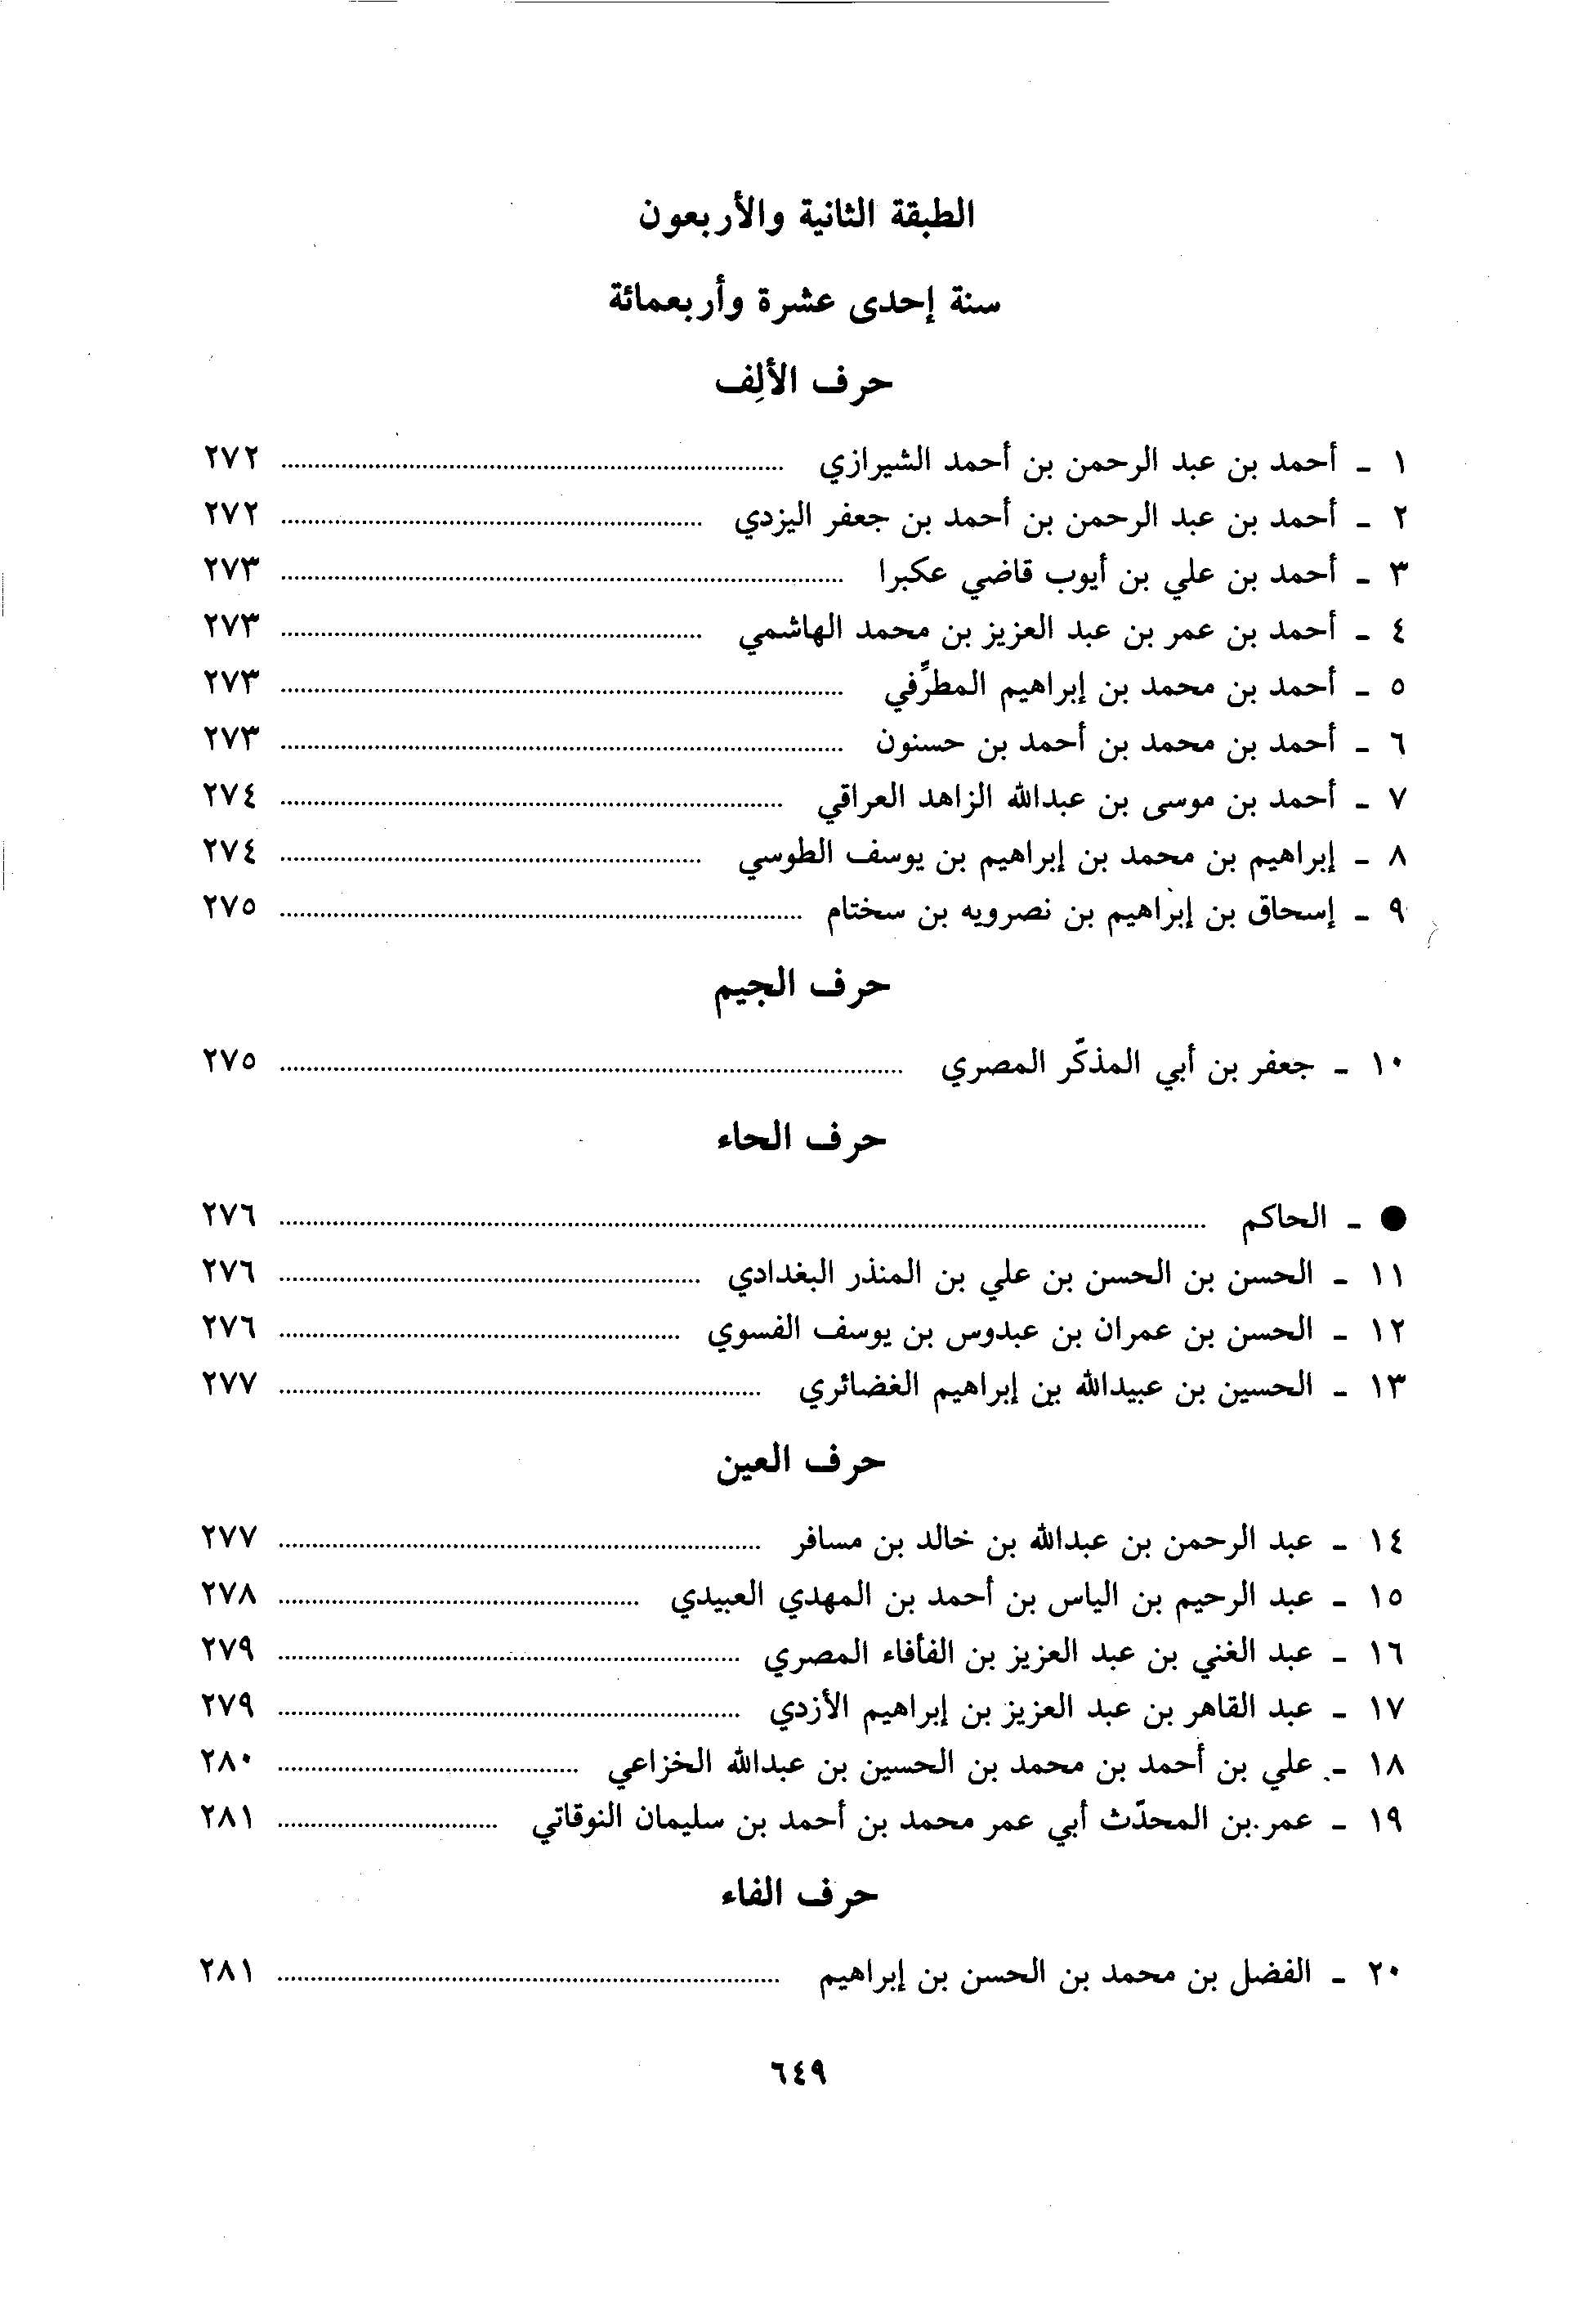 الطبقة الثانية والأربعون
سنة إحدى عشرة وأربعمائة
حرف الألِف
١ - أحمد بن عبد الرحمن بن أحمد الشيرازي ................ ٢٧٢
٢ - أحمد بن عبد الرحمن بن أحمد بن جعفر اليزدي ................ ٢٧٢
٣ - أحمد بن علي بن أيوب قاضي عكبرا ................ ٢٧٣
٤ - أحمد بن عمر بن عبد العزيز بن محمد الهاشمي ................ ٢٧٣
٥ - أحمد بن محمد بن إبراهيم المطرِّفي ................ ٢٧٣
٦ - أحمد بن محمد بن أحمد بن حسنون ................ ٢٧٣
٧ - أحمد بن موسى بن عبدالله الزاهد العراقي ................ ٢٧٤
٨ - إبراهيم بن محمد بن إبراهيم بن يوسف الطوسي ................ ٢٧٤
٩ - إسحاق بن إبراهيم بن نصرويه بن سختام ................ ٢٧٥
حرف الجيم
١٠ - جعفر بن أبي المذكّر المصري ................ ٢٧٥
حرف الحاء
● - الحاكم ................ ٢٧٦
١١ - الحسن بن الحسن بن علي بن المنذر البغدادي ................ ٢٧٦
١٢ - الحسن بن عمران بن عبدوس بن يوسف الفسوي ................ ٢٧٦
١٣ - الحسين بن عبيدالله بن إبراهيم الغضائري ................ ٢٧٧
حرف العين
١٤ - عبد الرحمن بن عبدالله بن خالد بن مسافر ................ ٢٧٧
١٥ - عبد الرحيم بن الياس بن أحمد بن المهدي العبيدي ................ ٢٧٨
١٦ - عبد الغني بن عبد العزيز بن الفأفاء المصري ................ ٢٧٩
١٧ - عبد القاهر بن عبد العزيز بن إبراهيم الأزدي ................ ٢٧٩
١٨ - علي بن أحمد بن محمد بن الحسين بن عبدالله الخزاعي ................ ٢٨٠
١٩ - عمر بن المحدّث أبي عمر محمد بن أحمد بن سليمان النوقاتي ................ ٢٨١
حرف الفاء
٢٠ - الفضل بن محمد بن الحسن بن إبراهيم ................ ٢٨١
٦٤٩